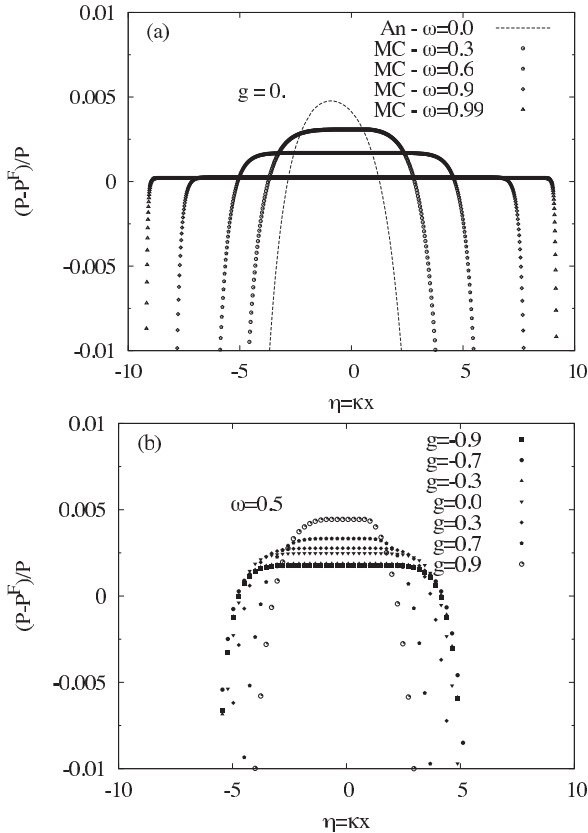 0.01
(a)
An - ω=0.0
MC - ω=0.3
MC - ω=0.6
MC - ω=0.9
MC - ω=0.99
g = 0.
0.005
0
-0.005
-0.01
(P-P^F)/P
-10
-5
0
5
10
η=κx
0.01
(b)
g=-0.9
g=-0.7
g=-0.3
g=0.0
g=0.3
g=0.7
g=0.9
ω=0.5
0.005
0
-0.005
-0.01
(P-P^F)/P
-10
-5
0
5
10
η=κx